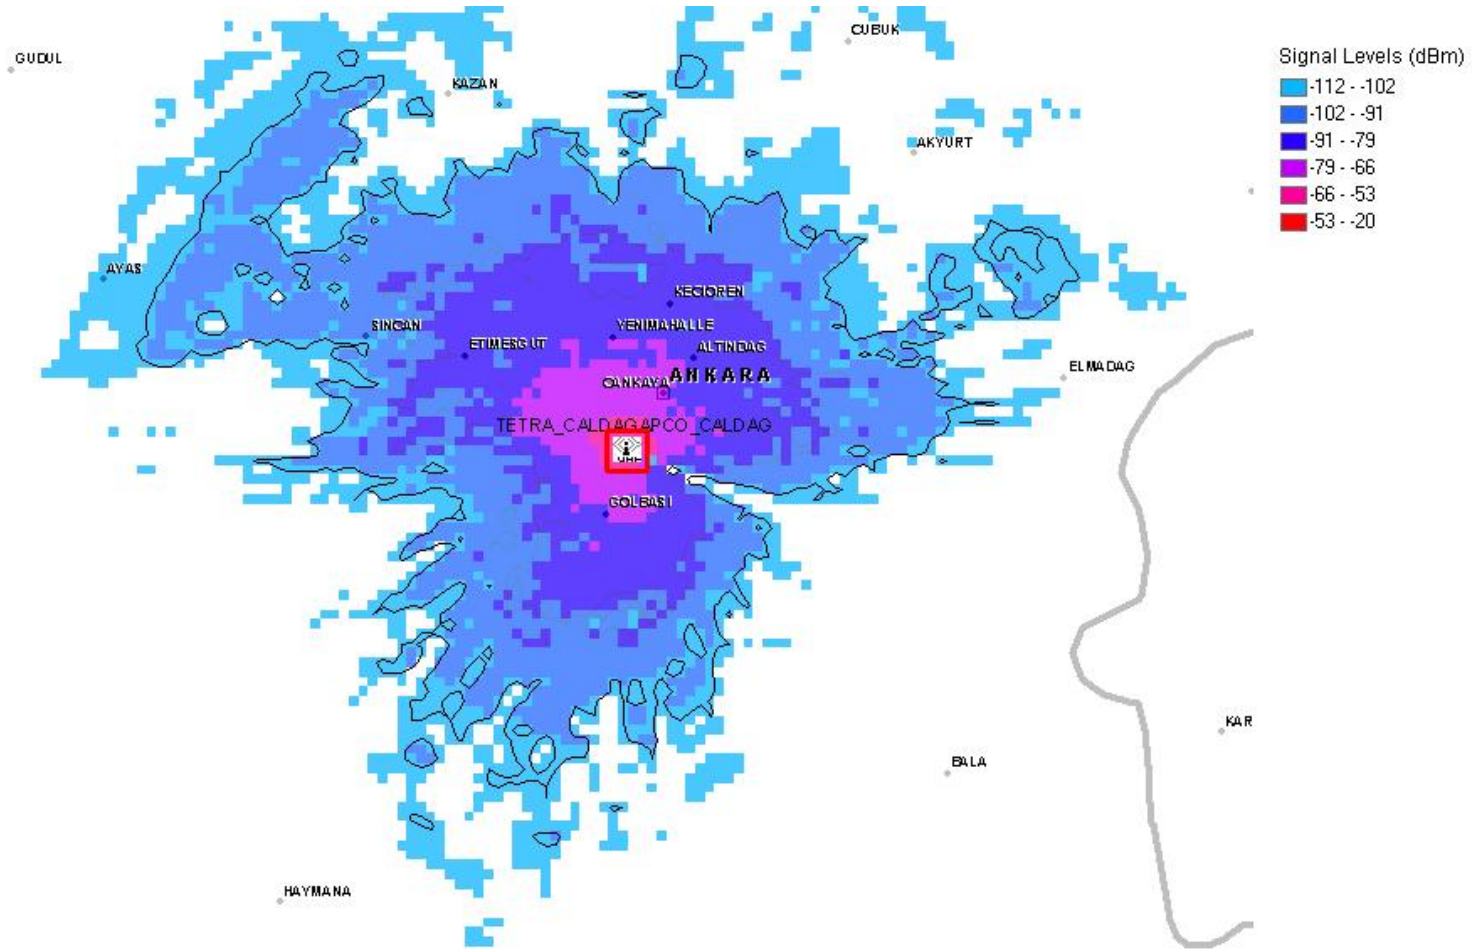 CUBUK
GUDUL
KAZAN
AKYURT
AYAS
KECIOREN
SINCAN
YENIMAHALLE
ETIMESGUT
ALTINDAG
ELMADAG
CANKAYA
ANKARA
TETRA_CALDAGAPCO_CALDAG
GOLBASI
KAR
BALA
HAYMANA
Signal Levels (dBm)
-112 - -102
-102 - -91
-91 - -79
-79 - -66
-66 - -53
-53 - -20